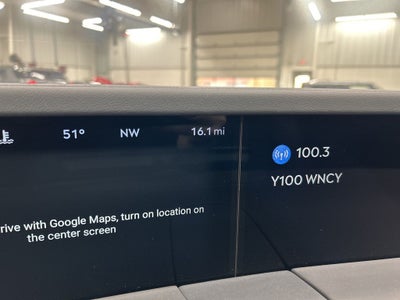 51° NW 16.1 mi
100.3
Y100 WNCY
rive with Google Maps, turn on location on
the center screen